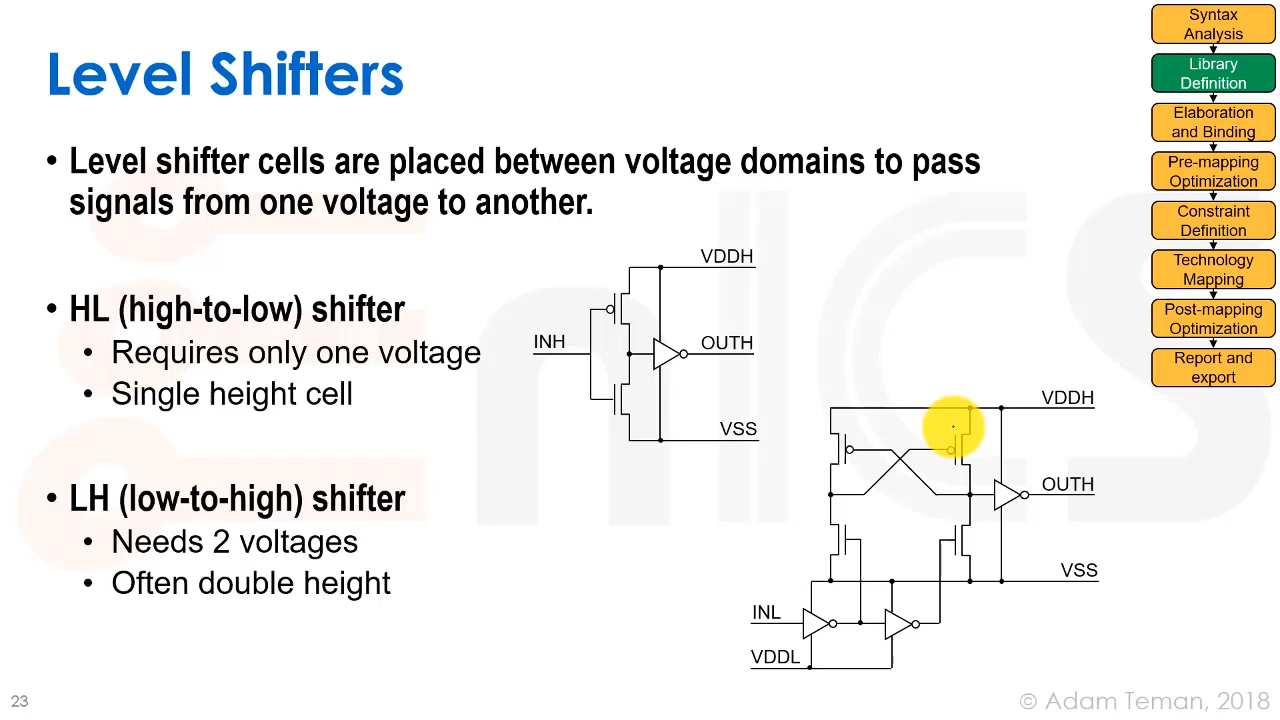 Level Shifters
• Level shifter cells are placed between voltage domains to pass
signals from one voltage to another.
• HL (high-to-low) shifter
• Requires only one voltage
• Single height cell
• LH (low-to-high) shifter
• Needs 2 voltages
• Often double height
VDDH
INH
OUTH
VSS
VDDH
OUTH
VSS
INL
VDDL
Syntax
Analysis
Library
Definition
Elaboration
and Binding
Pre-mapping
Optimization
Constraint
Definition
Technology
Mapping
Post-mapping
Optimization
Report and
export
23
© Adam Teman, 2018